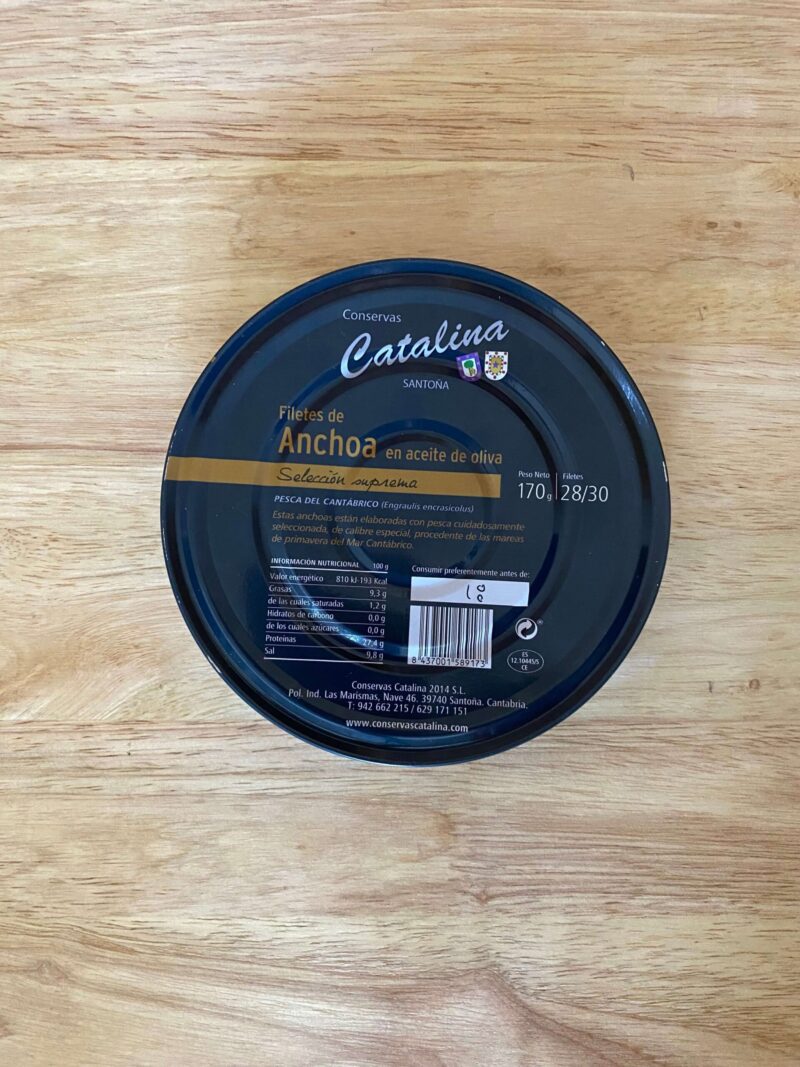 Conservas
Catalina
SANTOÑA
Filetes de
Anchoa en aceite de oliva
Selección suprema
Peso Neto Filetes
170g 28/30
PESCA DEL CANTÁBRICO (Engraulis encrasicolus)
Estas anchoas están elaboradas con pesca cuidadosamente
seleccionada, de calibre especial, procedente de las mareas
de primavera del Mar Cantábrico.
INFORMACIÓN NUTRICIONAL 100 g
Valor energético 810 kJ-193 Kcal
Grasas 9,3 g
de las cuales saturadas 1,2 g
Hidratos de carbono 0,0 g
de los cuales azúcares 0,0 g
Proteínas 27,4 g
Sal 9,8 g
Consumir preferentemente antes de:
8 437001 589173
ES
12.10445/S
CE
Conservas Catalina 2014 S.L.
Pol. Ind. Las Marismas, Nave 46. 39740 Santoña. Cantabria.
T: 942 662 215 / 629 171 151
www.conservascatalina.com